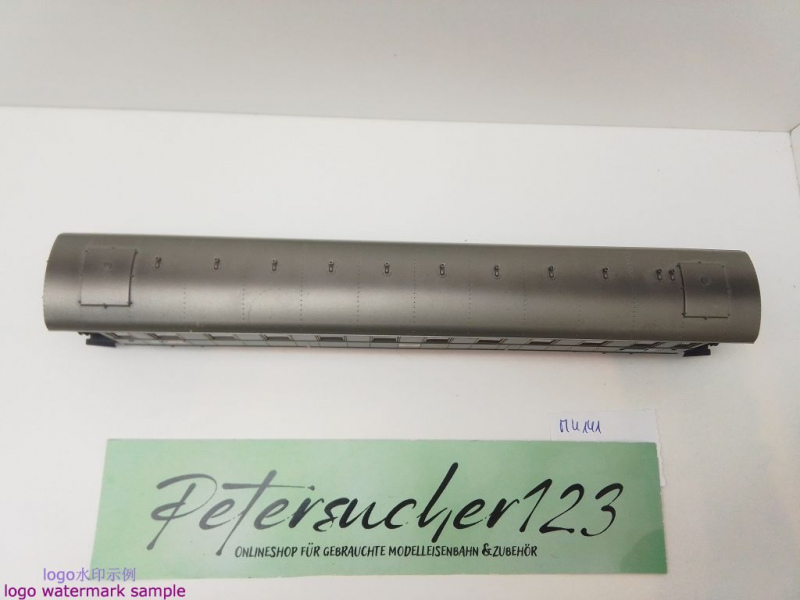 Petersucher123
ONLINESHOP FÜR GEBRAUCHTE MODELLEISENBAHN & ZUBEHÖR
logo水印示例
logo watermark sample